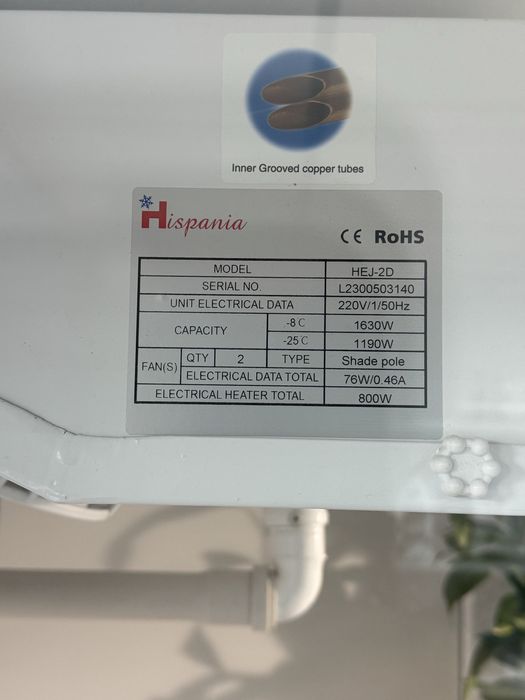 Inner Grooved copper tubes
Hispania
CE RoHS
MODEL HEJ-2D
SERIAL NO. L2300503140
UNIT ELECTRICAL DATA 220V/1/50Hz
CAPACITY -8℃ 1630W
-25℃ 1190W
FAN(S) QTY 2 TYPE Shade pole
ELECTRICAL DATA TOTAL 76W/0.46A
ELECTRICAL HEATER TOTAL 800W